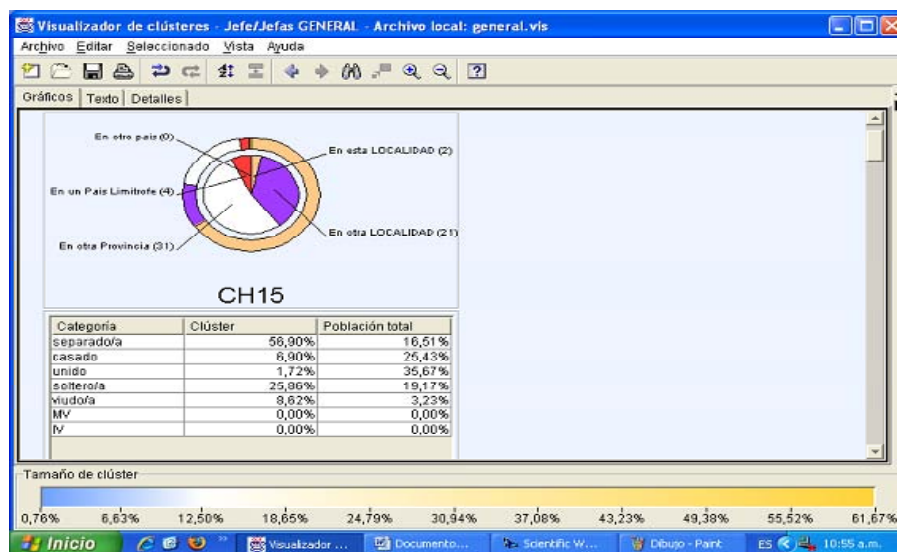 Visualizador de clústeres - Jefe/Jefas GENERAL - Archivo local: general.vis
Archivo Editar Seleccionado Vista Ayuda
Gráficos Texto Detalles
En otro pais (0)
En esta LOCALIDAD (2)
En un Pais Limitrofe (4)
En otra LOCALIDAD (21)
En otra Provincia (31)
CH15
Categoría Clúster Población total
separado/a 56,90% 16,51%
casado 6,90% 25,43%
unido 1,72% 35,67%
soltero/a 25,86% 19,17%
viudo/a 8,62% 3,23%
MV 0,00% 0,00%
IV 0,00% 0,00%
Tamaño de clúster
0,76% 6,63% 12,50% 18,65% 24,79% 30,94% 37,08% 43,23% 49,38% 55,52% 61,67%
Inicio Visualizador ... Documento... Scientific W... Dibujo - Paint ES 10:55 a.m.